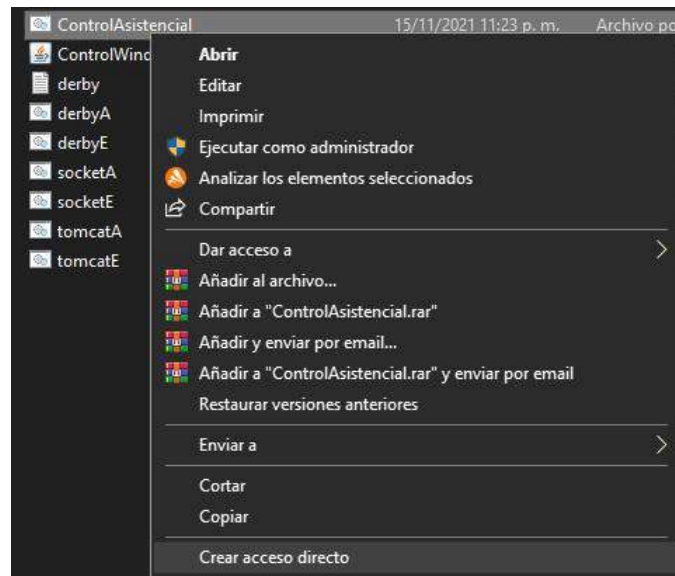 ControlAsistencial 15/11/2021 11:23 p. m. Archivo po
ControlWind
Abrir
derby
Editar
derbyA
Imprimir
derbyE
Ejecutar como administrador
socketA
Analizar los elementos seleccionados
socketE
Compartir
tomcatA
Dar acceso a
tomcatE
Añadir al archivo...
Añadir a "ControlAsistencial.rar"
Añadir y enviar por email...
Añadir a "ControlAsistencial.rar" y enviar por email
Restaurar versiones anteriores
Enviar a
Cortar
Copiar
Crear acceso directo